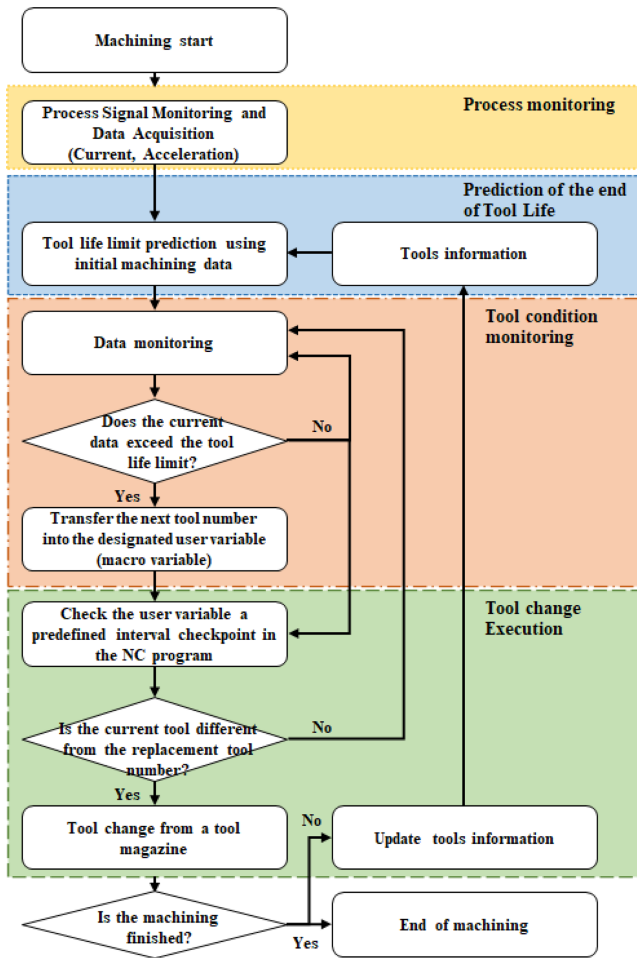 Machining start
Process monitoring
Process Signal Monitoring and
Data Acquisition
(Current, Acceleration)
Prediction of the end
of Tool Life
Tool life limit prediction using
initial machining data
Tools information
Tool condition
monitoring
Data monitoring
Does the current
data exceed the tool
life limit?
No
Yes
Transfer the next tool number
into the designated user variable
(macro variable)
Tool change
Execution
Check the user variable a
predefined interval checkpoint in
the NC program
Is the current tool different
from the replacement tool
number?
No
Yes
Tool change from a tool
magazine
No
Update tools information
Is the machining
finished?
Yes
End of machining